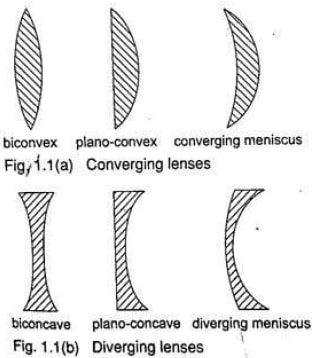 biconvex plano-convex converging meniscus
Fig. 1.1(a) Converging lenses
biconcave plano-concave diverging meniscus
Fig. 1.1(b) Diverging lenses